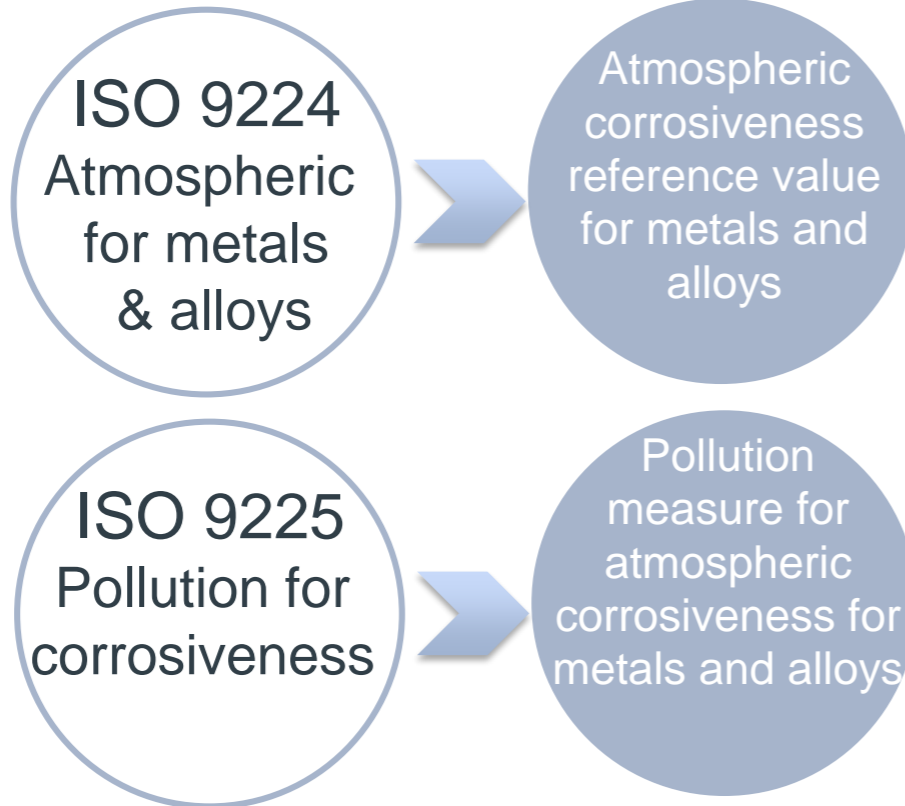 ISO 9224
Atmospheric
for metals
& alloys
Atmospheric
corrosiveness
reference value
for metals and
alloys
ISO 9225
Pollution for
corrosiveness
Pollution
measure for
atmospheric
corrosiveness for
metals and alloys